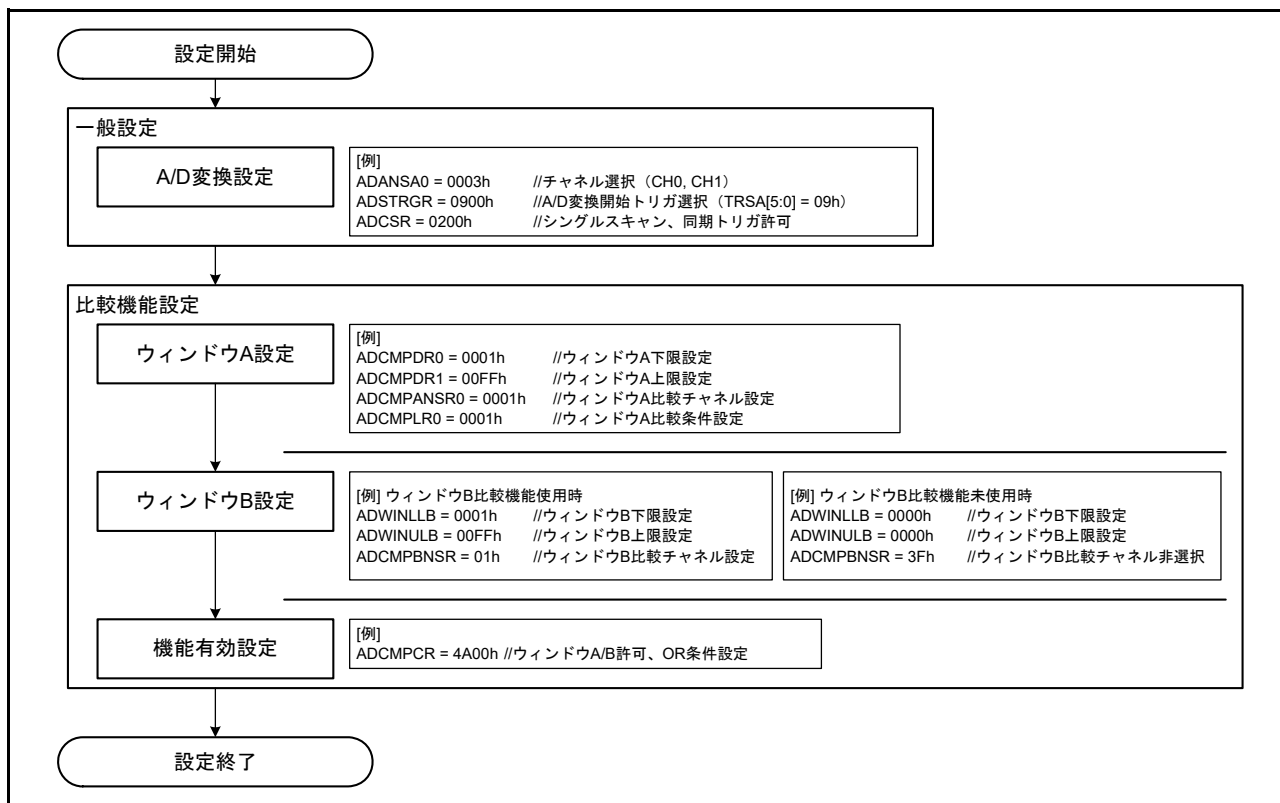 設定開始
一般設定
A/D変換設定
[例]
ADANSA0 = 0003h //チャネル選択（CH0, CH1）
ADSTRGR = 0900h //A/D変換開始トリガ選択（TRSA[5:0] = 09h）
ADCSR = 0200h //シングルスキャン、同期トリガ許可
比較機能設定
ウィンドウA設定
[例]
ADCMPDR0 = 0001h //ウィンドウA下限設定
ADCMPDR1 = 00FFh //ウィンドウA上限設定
ADCMPANSR0 = 0001h //ウィンドウA比較チャネル設定
ADCMPLR0 = 0001h //ウィンドウA比較条件設定
ウィンドウB設定
[例] ウィンドウB比較機能使用時
ADWINLLB = 0001h //ウィンドウB下限設定
ADWINULB = 00FFh //ウィンドウB上限設定
ADCMPBNSR = 01h //ウィンドウB比較チャネル設定
[例] ウィンドウB比較機能未使用時
ADWINLLB = 0000h //ウィンドウB下限設定
ADWINULB = 0000h //ウィンドウB上限設定
ADCMPBNSR = 3Fh //ウィンドウB比較チャネル非選択
機能有効設定
[例]
ADCMPCR = 4A00h //ウィンドウA/B許可、OR条件設定
設定終了